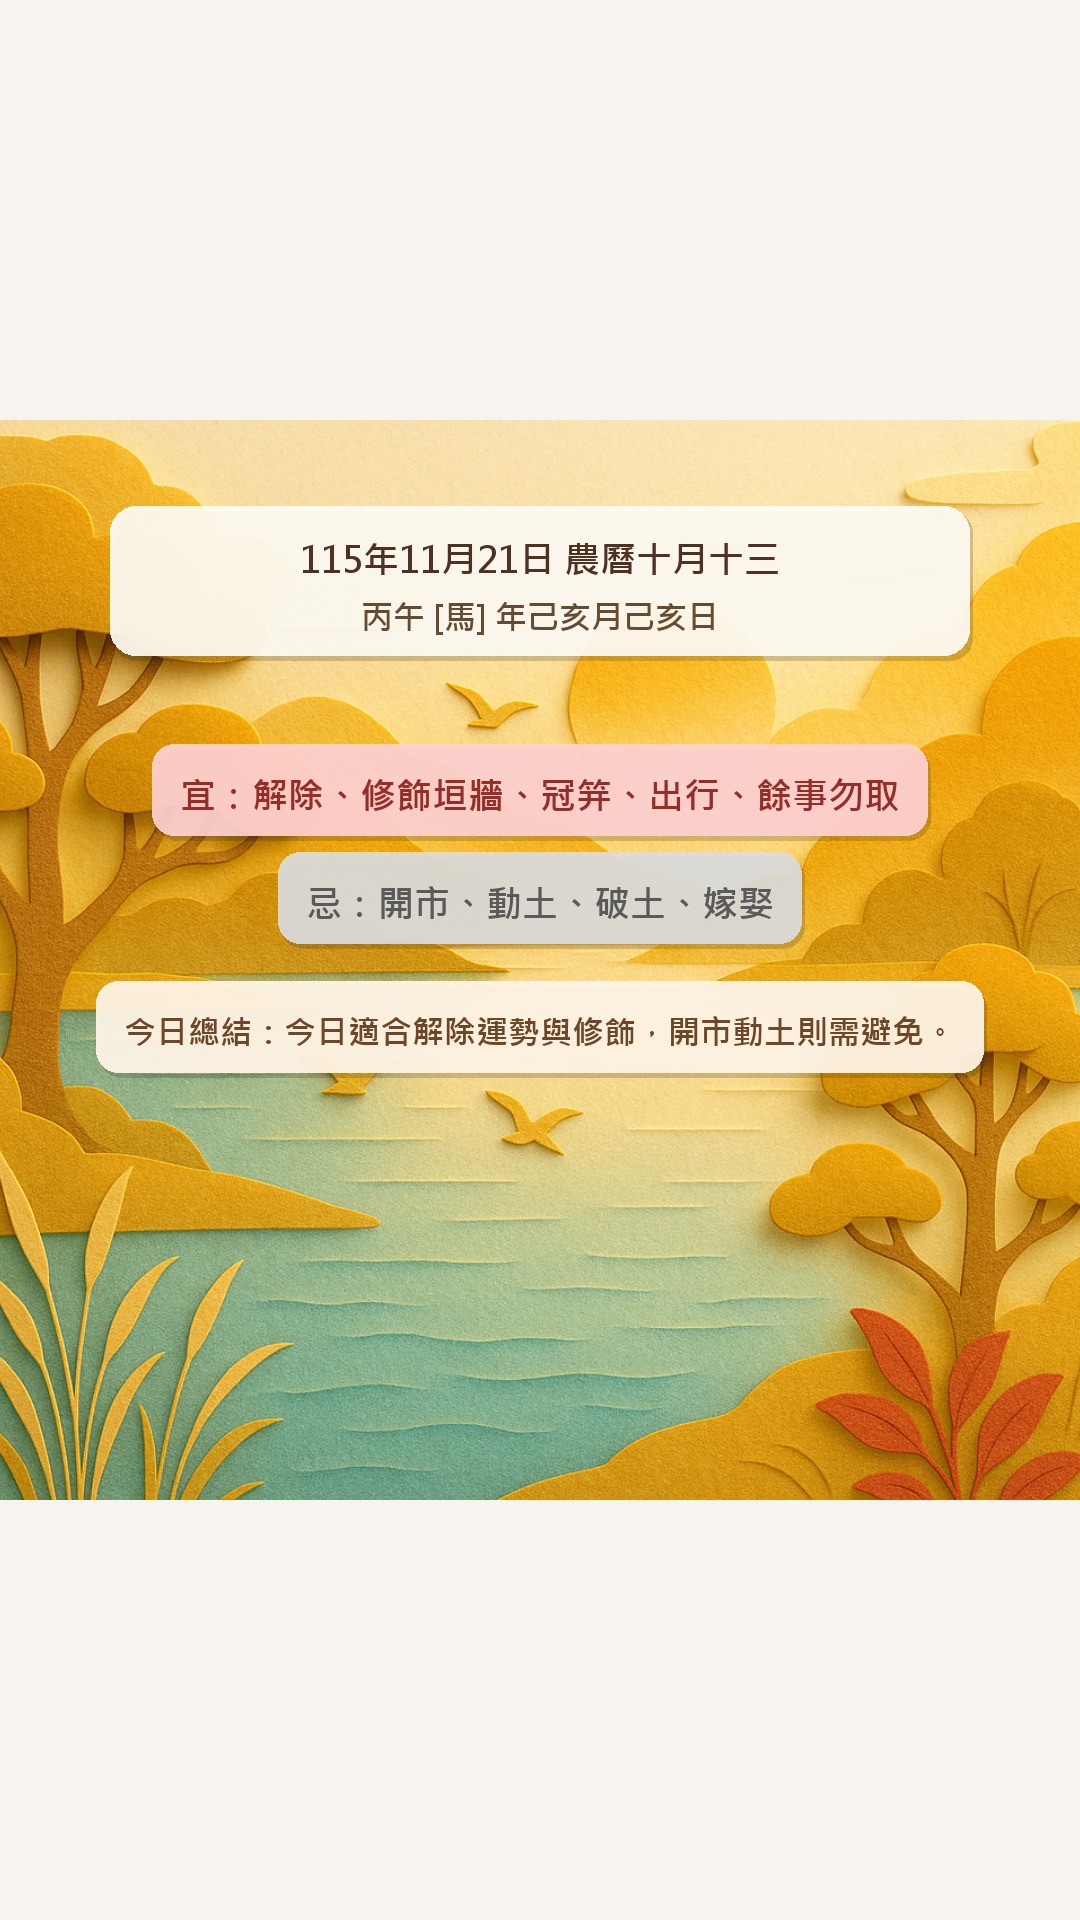 115年11月21日 農曆十月十三
丙午 [馬] 年己亥月己亥日
宜：解除、修飾垣牆、冠笄、出行、餘事勿取
忌：開市、動土、破土、嫁娶
今日總結：今日適合解除運勢與修飾，開市動土則需避免。